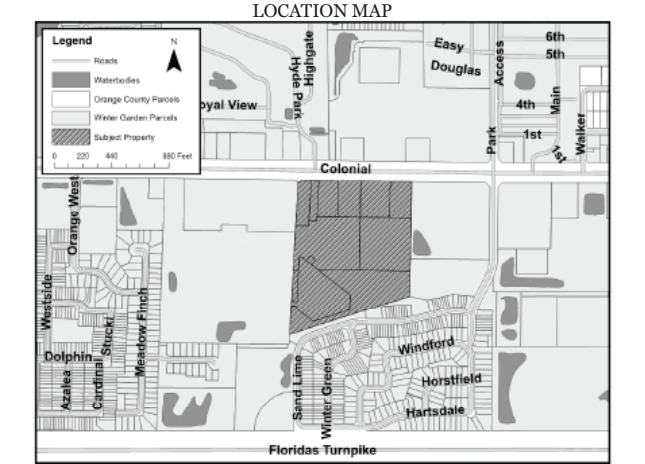 LOCATION MAP
Legend
N
Roads
Waterbodies
Orange County Parcels
Winter Garden Parcels
Subject Property
0 220 440 880 Feet
Highgate
Hyde Park
oyal View
Easy
Douglas
Access
Park
6th
5th
4th
Main
1st
1st
Walker
Colonial
Orange West
Westside
Stucki
Meadow Finch
Dolphin
Azalea
Cardinal
Sand Lime
Winter Green
Windford
Horstfield
Hartsdale
Floridas Turnpike